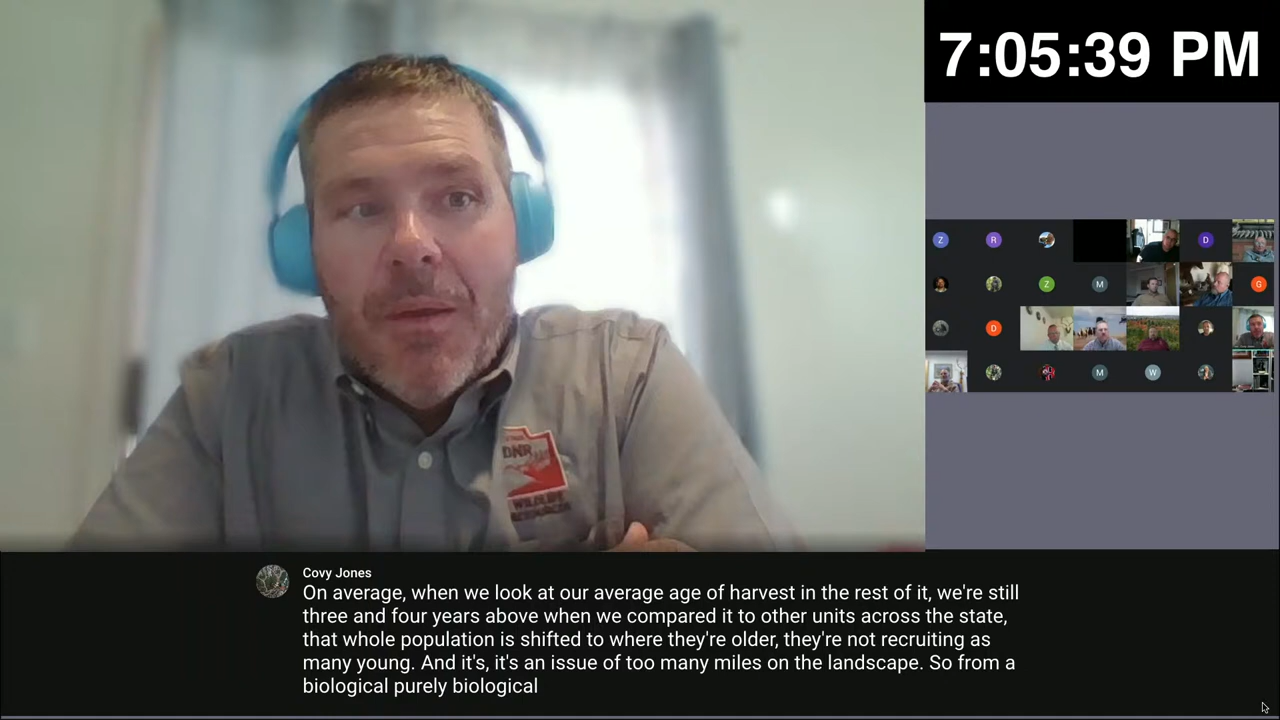 7:05:39 PM
Z
R
D
Z
M
G
D
M
W
DNR
WILDLIFE
RESOURCES
Covy Jones
On average, when we look at our average age of harvest in the rest of it, we're still
three and four years above when we compared it to other units across the state,
that whole population is shifted to where they're older, they're not recruiting as
many young. And it's, it's an issue of too many miles on the landscape. So from a
biological purely biological